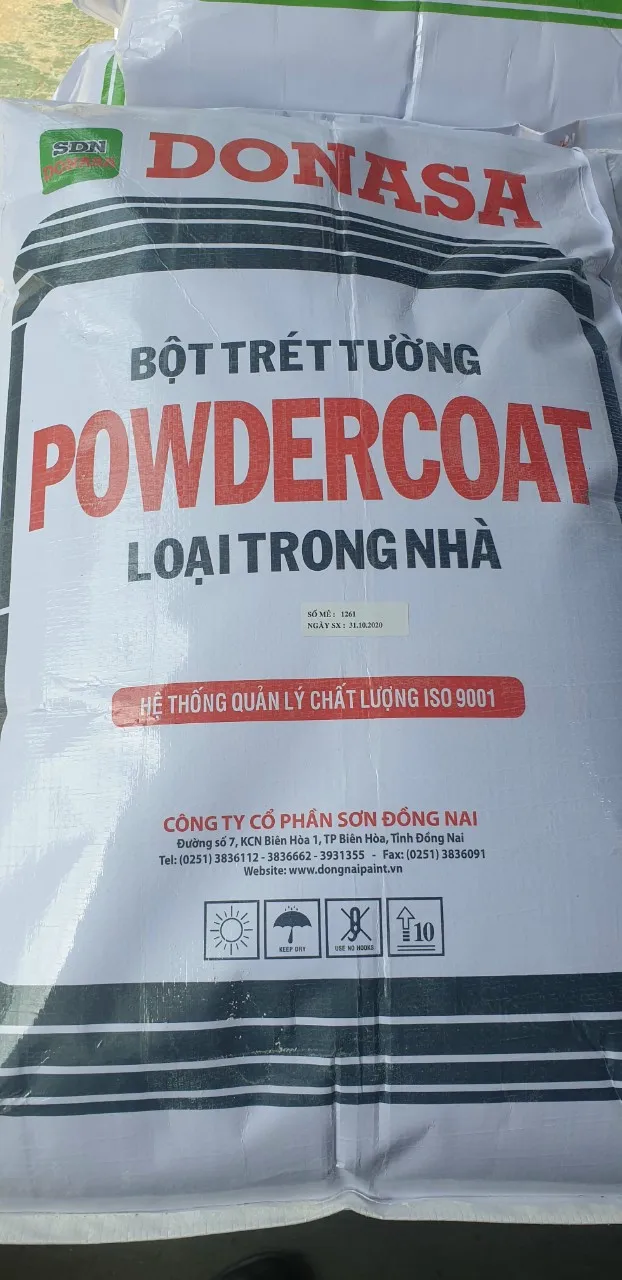 SDN
DONASA
DONASA
BỘT TRÉT TƯỜNG
POWDERCOAT
LOẠI TRONG NHÀ
SỐ MẺ : 1261
NGÀY SX : 31.10.2020
HỆ THỐNG QUẢN LÝ CHẤT LƯỢNG ISO 9001
CÔNG TY CỔ PHẦN SƠN ĐỒNG NAI
Đường số 7, KCN Biên Hòa 1, TP Biên Hòa, Tỉnh Đồng Nai
Tel: (0251) 3836112 - 3836662 - 3931355 - Fax: (0251) 3836091
Website: www.dongnaipaint.vn
KEEP DRY
USE NO HOOKS
10